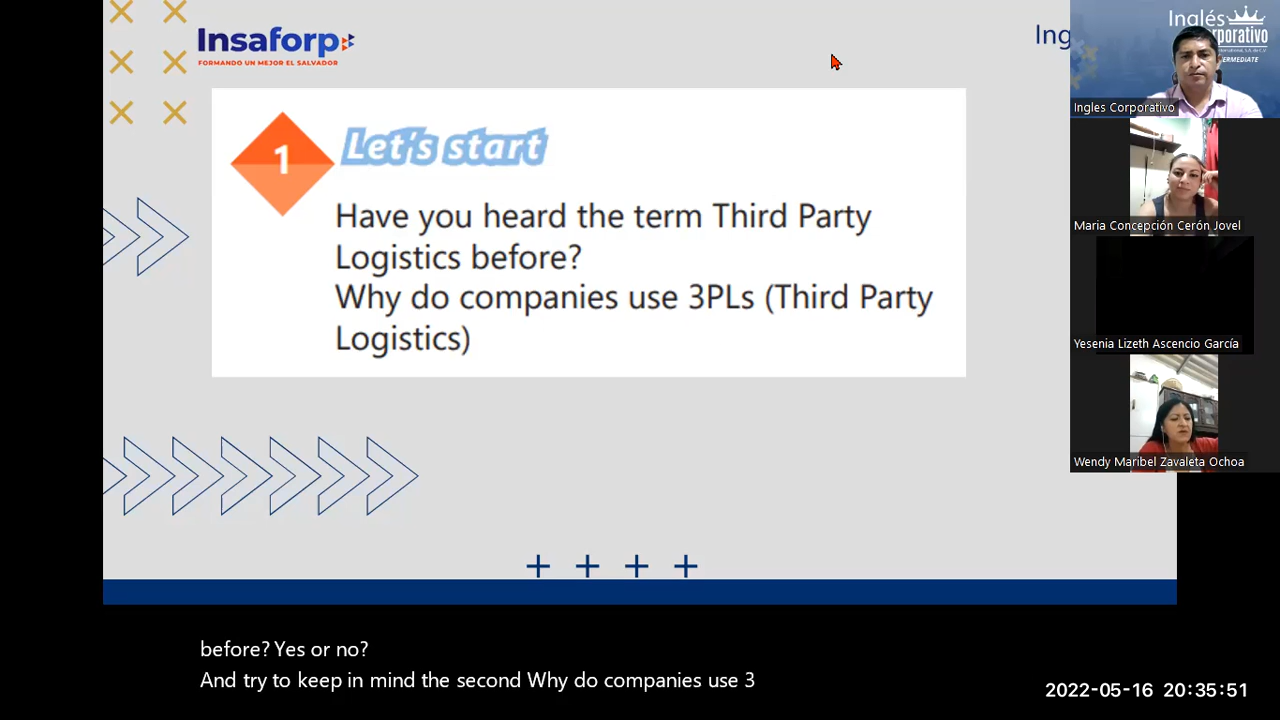 Insaforp
FORMANDO UN MEJOR EL SALVADOR
Ing
1
Let's start
Have you heard the term Third Party
Logistics before?
Why do companies use 3PLs (Third Party
Logistics)
Inglés
Ingles Corporativo
Maria Concepción Cerón Jovel
Yesenia Lizeth Ascencio García
Wendy Maribel Zavaleta Ochoa
before? Yes or no?
And try to keep in mind the second Why do companies use 3
2022-05-16 20:35:51